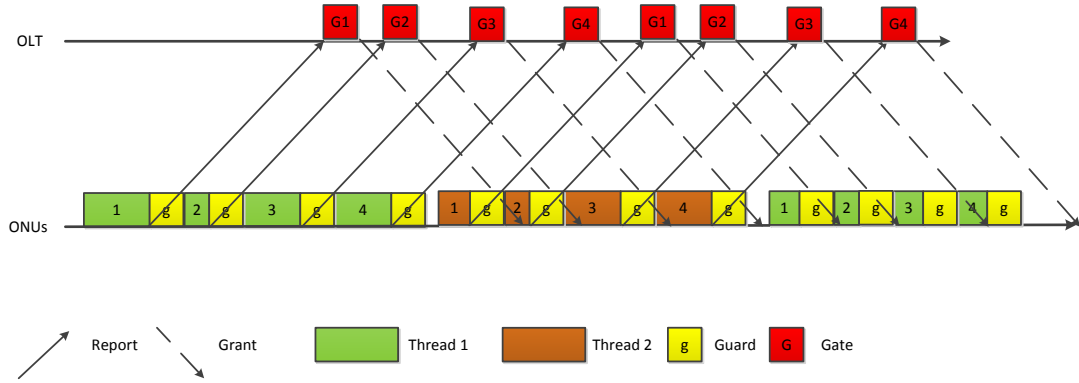 G1 G2 G3 G4 G1 G2 G3 G4
OLT
1 g 2 g 3 g 4 g 1 g 2 g 3 g 4 g 1 g 2 g 3 g 4 g
ONUs
Report Grant Thread 1 Thread 2 g Guard G Gate